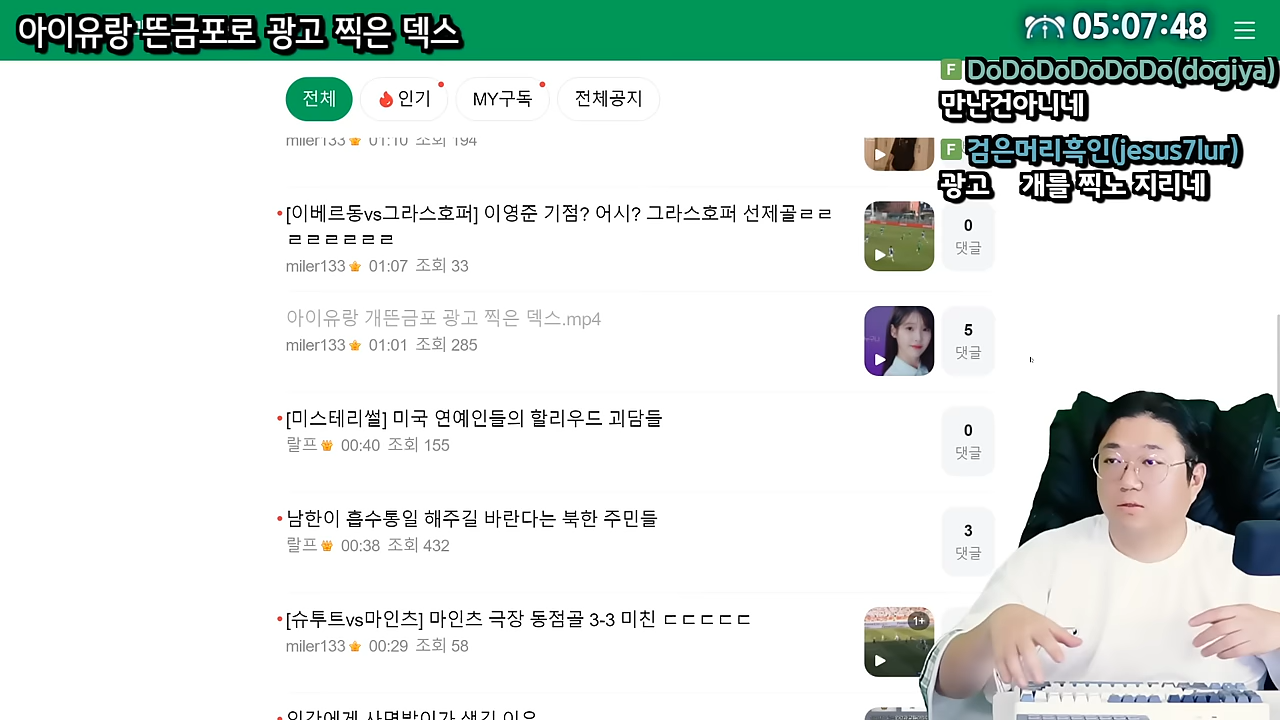 아이유랑 뜬금포로 광고 찍은 덱스
05:07:48
F DoDoDoDoDoDo(dogiya)
만난건아니네
F 검은머리흑인(jesus7lur)
광고 개를 찍노 지리네
전체
인기
MY구독
전체공지
miler133 01:10 조회 194
[이베르동vs그라스호퍼] 이영준 기점? 어시? 그라스호퍼 선제골ㄹㄹ
ㄹㄹㄹㄹㄹㄹ
miler133 01:07 조회 33
0
댓글
아이유랑 개뜬금포 광고 찍은 덱스.mp4
miler133 01:01 조회 285
5
댓글
[미스테리썰] 미국 연예인들의 할리우드 괴담들
랄프 00:40 조회 155
0
댓글
남한이 흡수통일 해주길 바란다는 북한 주민들
랄프 00:38 조회 432
3
댓글
[슈투트vs마인츠] 마인츠 극장 동점골 3-3 미친 ㄷㄷㄷㄷㄷ
miler133 00:29 조회 58
1+